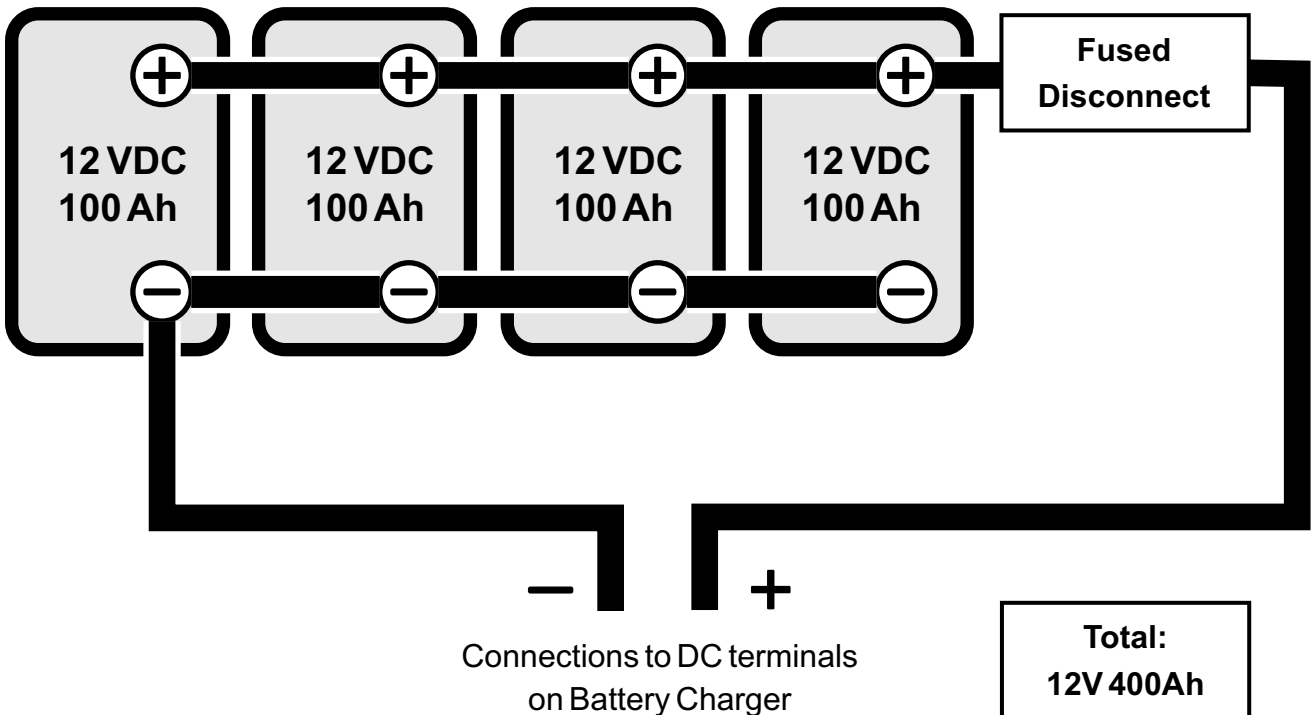 + + + +
Fused
Disconnect
12 VDC 12 VDC 12 VDC 12 VDC
100 Ah 100 Ah 100 Ah 100 Ah
− − − −
− +
Connections to DC terminals
on Battery Charger
Total:
12V 400Ah